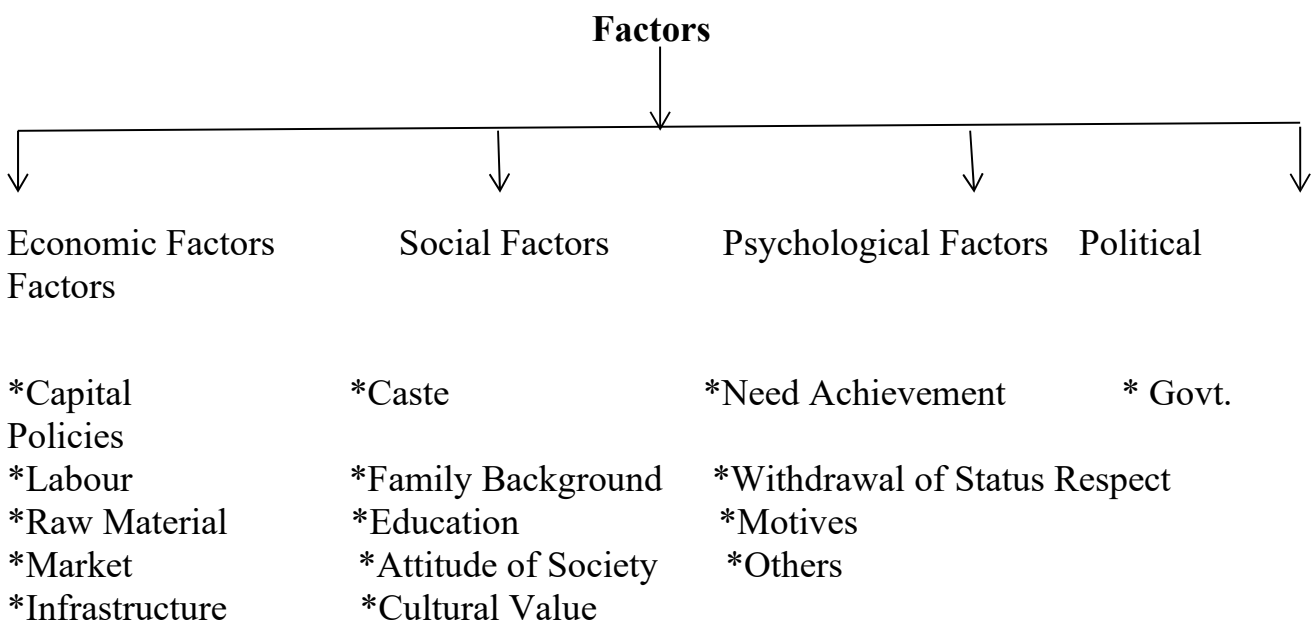 Factors
Economic Factors Social Factors Psychological Factors Political
Factors
*Capital *Caste *Need Achievement * Govt.
Policies
*Labour *Family Background *Withdrawal of Status Respect
*Raw Material *Education *Motives
*Market *Attitude of Society *Others
*Infrastructure *Cultural Value